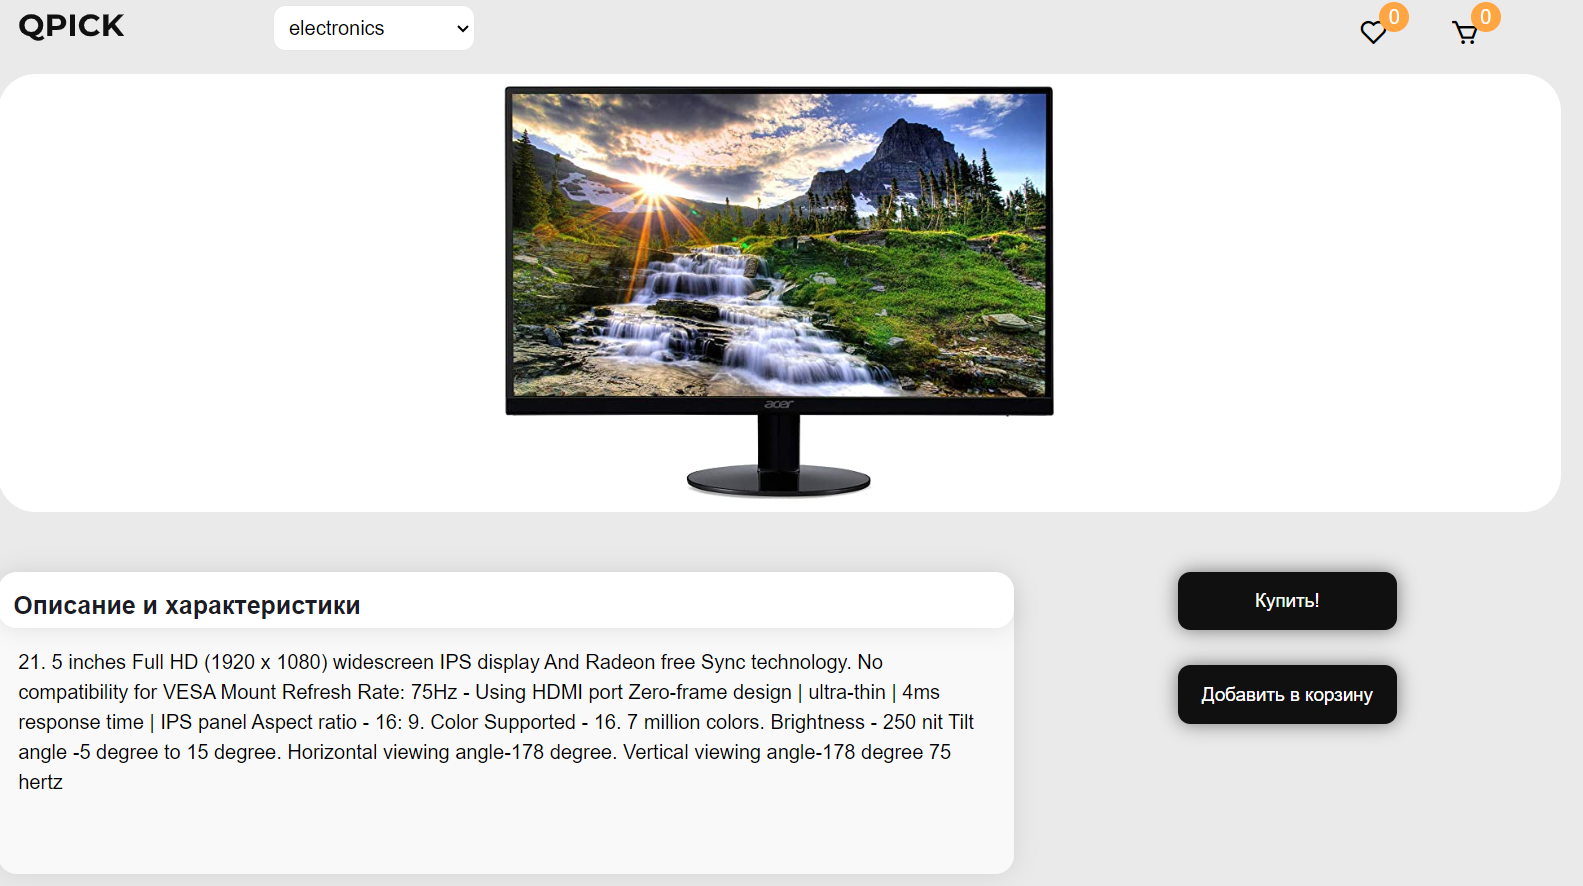 QPICK
electronics
0
0
acer
Описание и характеристики
21. 5 inches Full HD (1920 x 1080) widescreen IPS display And Radeon free Sync technology. No
compatibility for VESA Mount Refresh Rate: 75Hz - Using HDMI port Zero-frame design | ultra-thin | 4ms
response time | IPS panel Aspect ratio - 16: 9. Color Supported - 16. 7 million colors. Brightness - 250 nit Tilt
angle -5 degree to 15 degree. Horizontal viewing angle-178 degree. Vertical viewing angle-178 degree 75
hertz
Купить!
Добавить в корзину